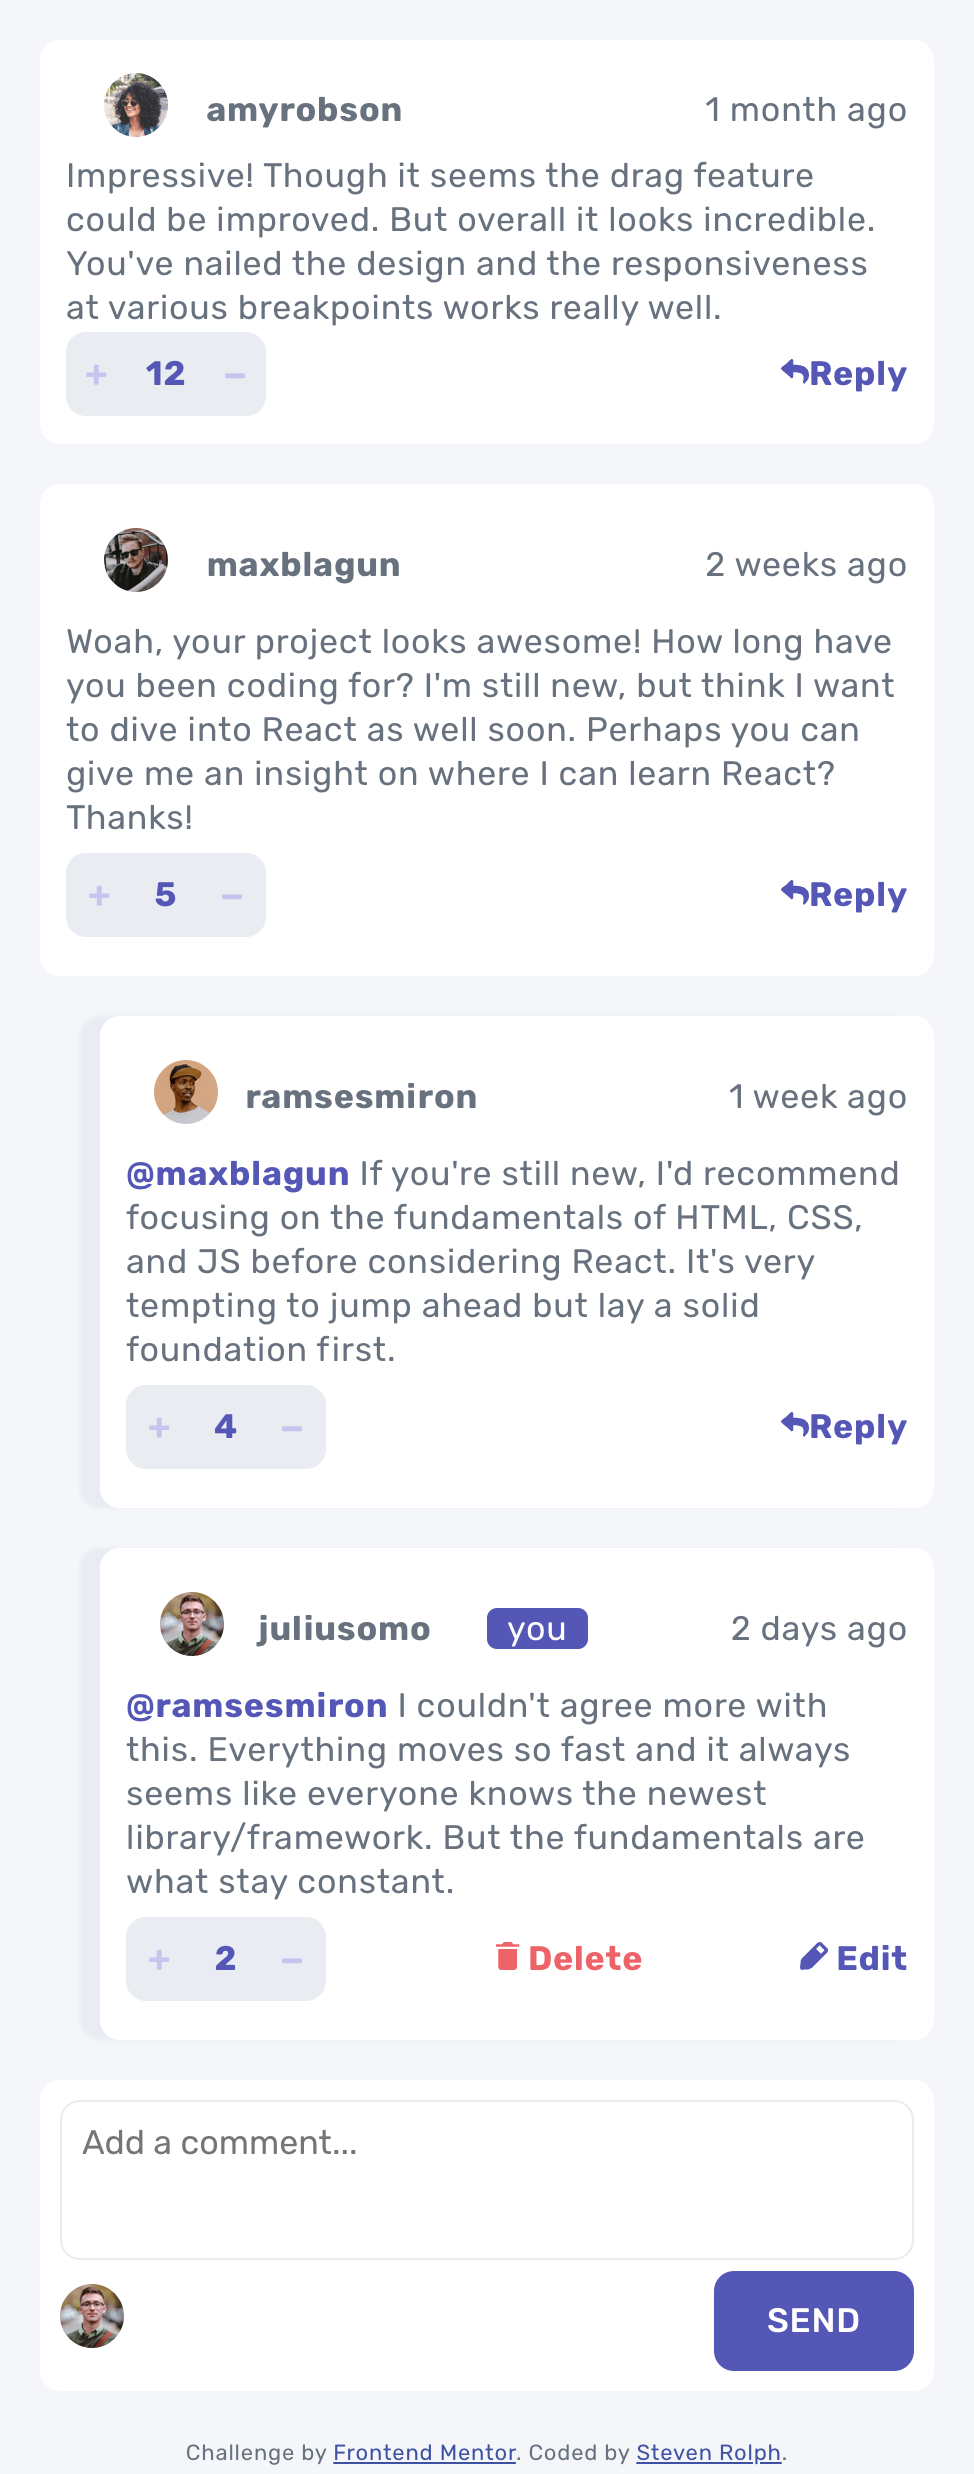 amyrobson 1 month ago
Impressive! Though it seems the drag feature
could be improved. But overall it looks incredible.
You've nailed the design and the responsiveness
at various breakpoints works really well.
+ 12 − Reply
maxblagun 2 weeks ago
Woah, your project looks awesome! How long have
you been coding for? I'm still new, but think I want
to dive into React as well soon. Perhaps you can
give me an insight on where I can learn React?
Thanks!
+ 5 − Reply
ramsesmiron 1 week ago
@maxblagun If you're still new, I'd recommend
focusing on the fundamentals of HTML, CSS,
and JS before considering React. It's very
tempting to jump ahead but lay a solid
foundation first.
+ 4 − Reply
juliusomo you 2 days ago
@ramsesmiron I couldn't agree more with
this. Everything moves so fast and it always
seems like everyone knows the newest
library/framework. But the fundamentals are
what stay constant.
+ 2 − Delete Edit
Add a comment...
SEND
Challenge by Frontend Mentor. Coded by Steven Rolph.